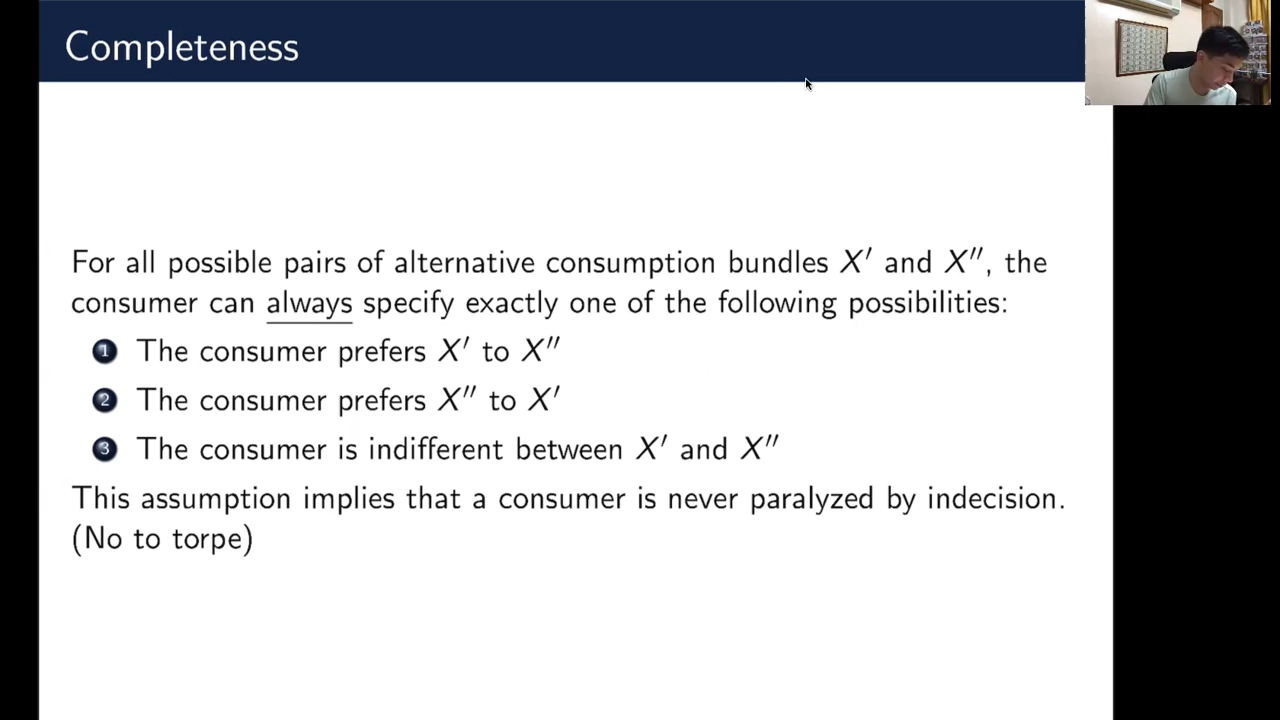 Completeness
For all possible pairs of alternative consumption bundles X′ and X′′, the
consumer can always specify exactly one of the following possibilities:
1 The consumer prefers X′ to X′′
2 The consumer prefers X′′ to X′
3 The consumer is indifferent between X′ and X′′
This assumption implies that a consumer is never paralyzed by indecision.
(No to torpe)